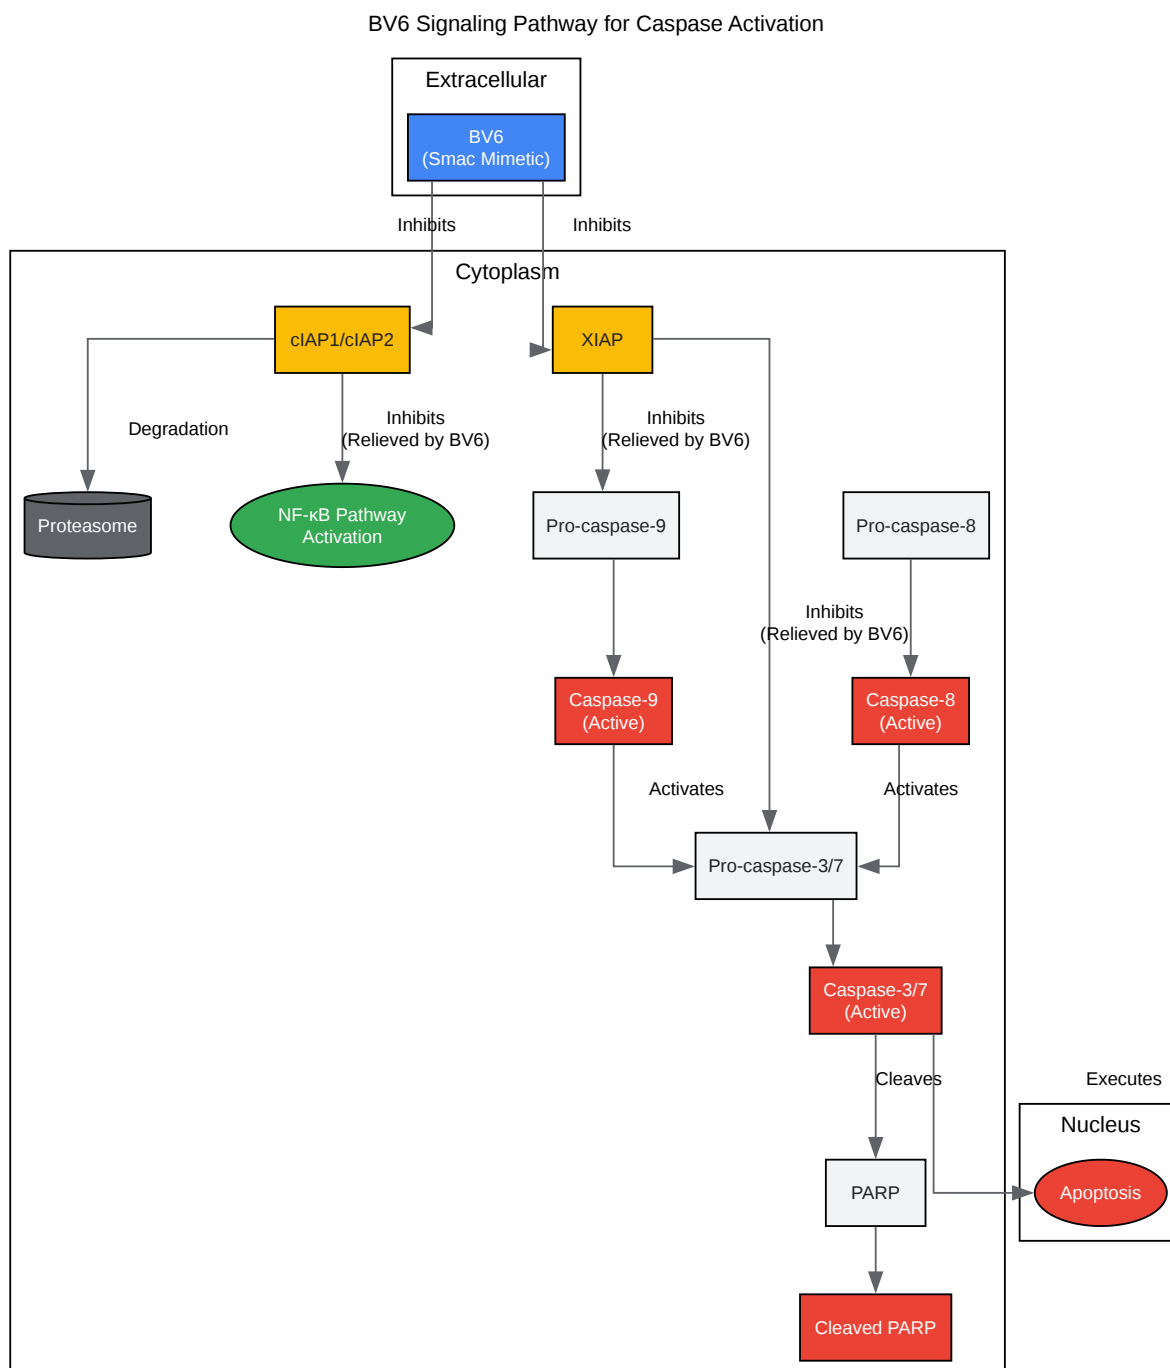 BV6 Signaling Pathway for Caspase Activation
Extracellular
BV6
(Smac Mimetic)
Inhibits
Inhibits
Cytoplasm
cIAP1/cIAP2
XIAP
Degradation
Inhibits
(Relieved by BV6)
Inhibits
(Relieved by BV6)
Proteasome
NF-κB Pathway
Activation
Pro-caspase-9
Pro-caspase-8
Inhibits
(Relieved by BV6)
Caspase-9
(Active)
Caspase-8
(Active)
Activates
Activates
Pro-caspase-3/7
Caspase-3/7
(Active)
Cleaves
Executes
Nucleus
PARP
Apoptosis
Cleaved PARP